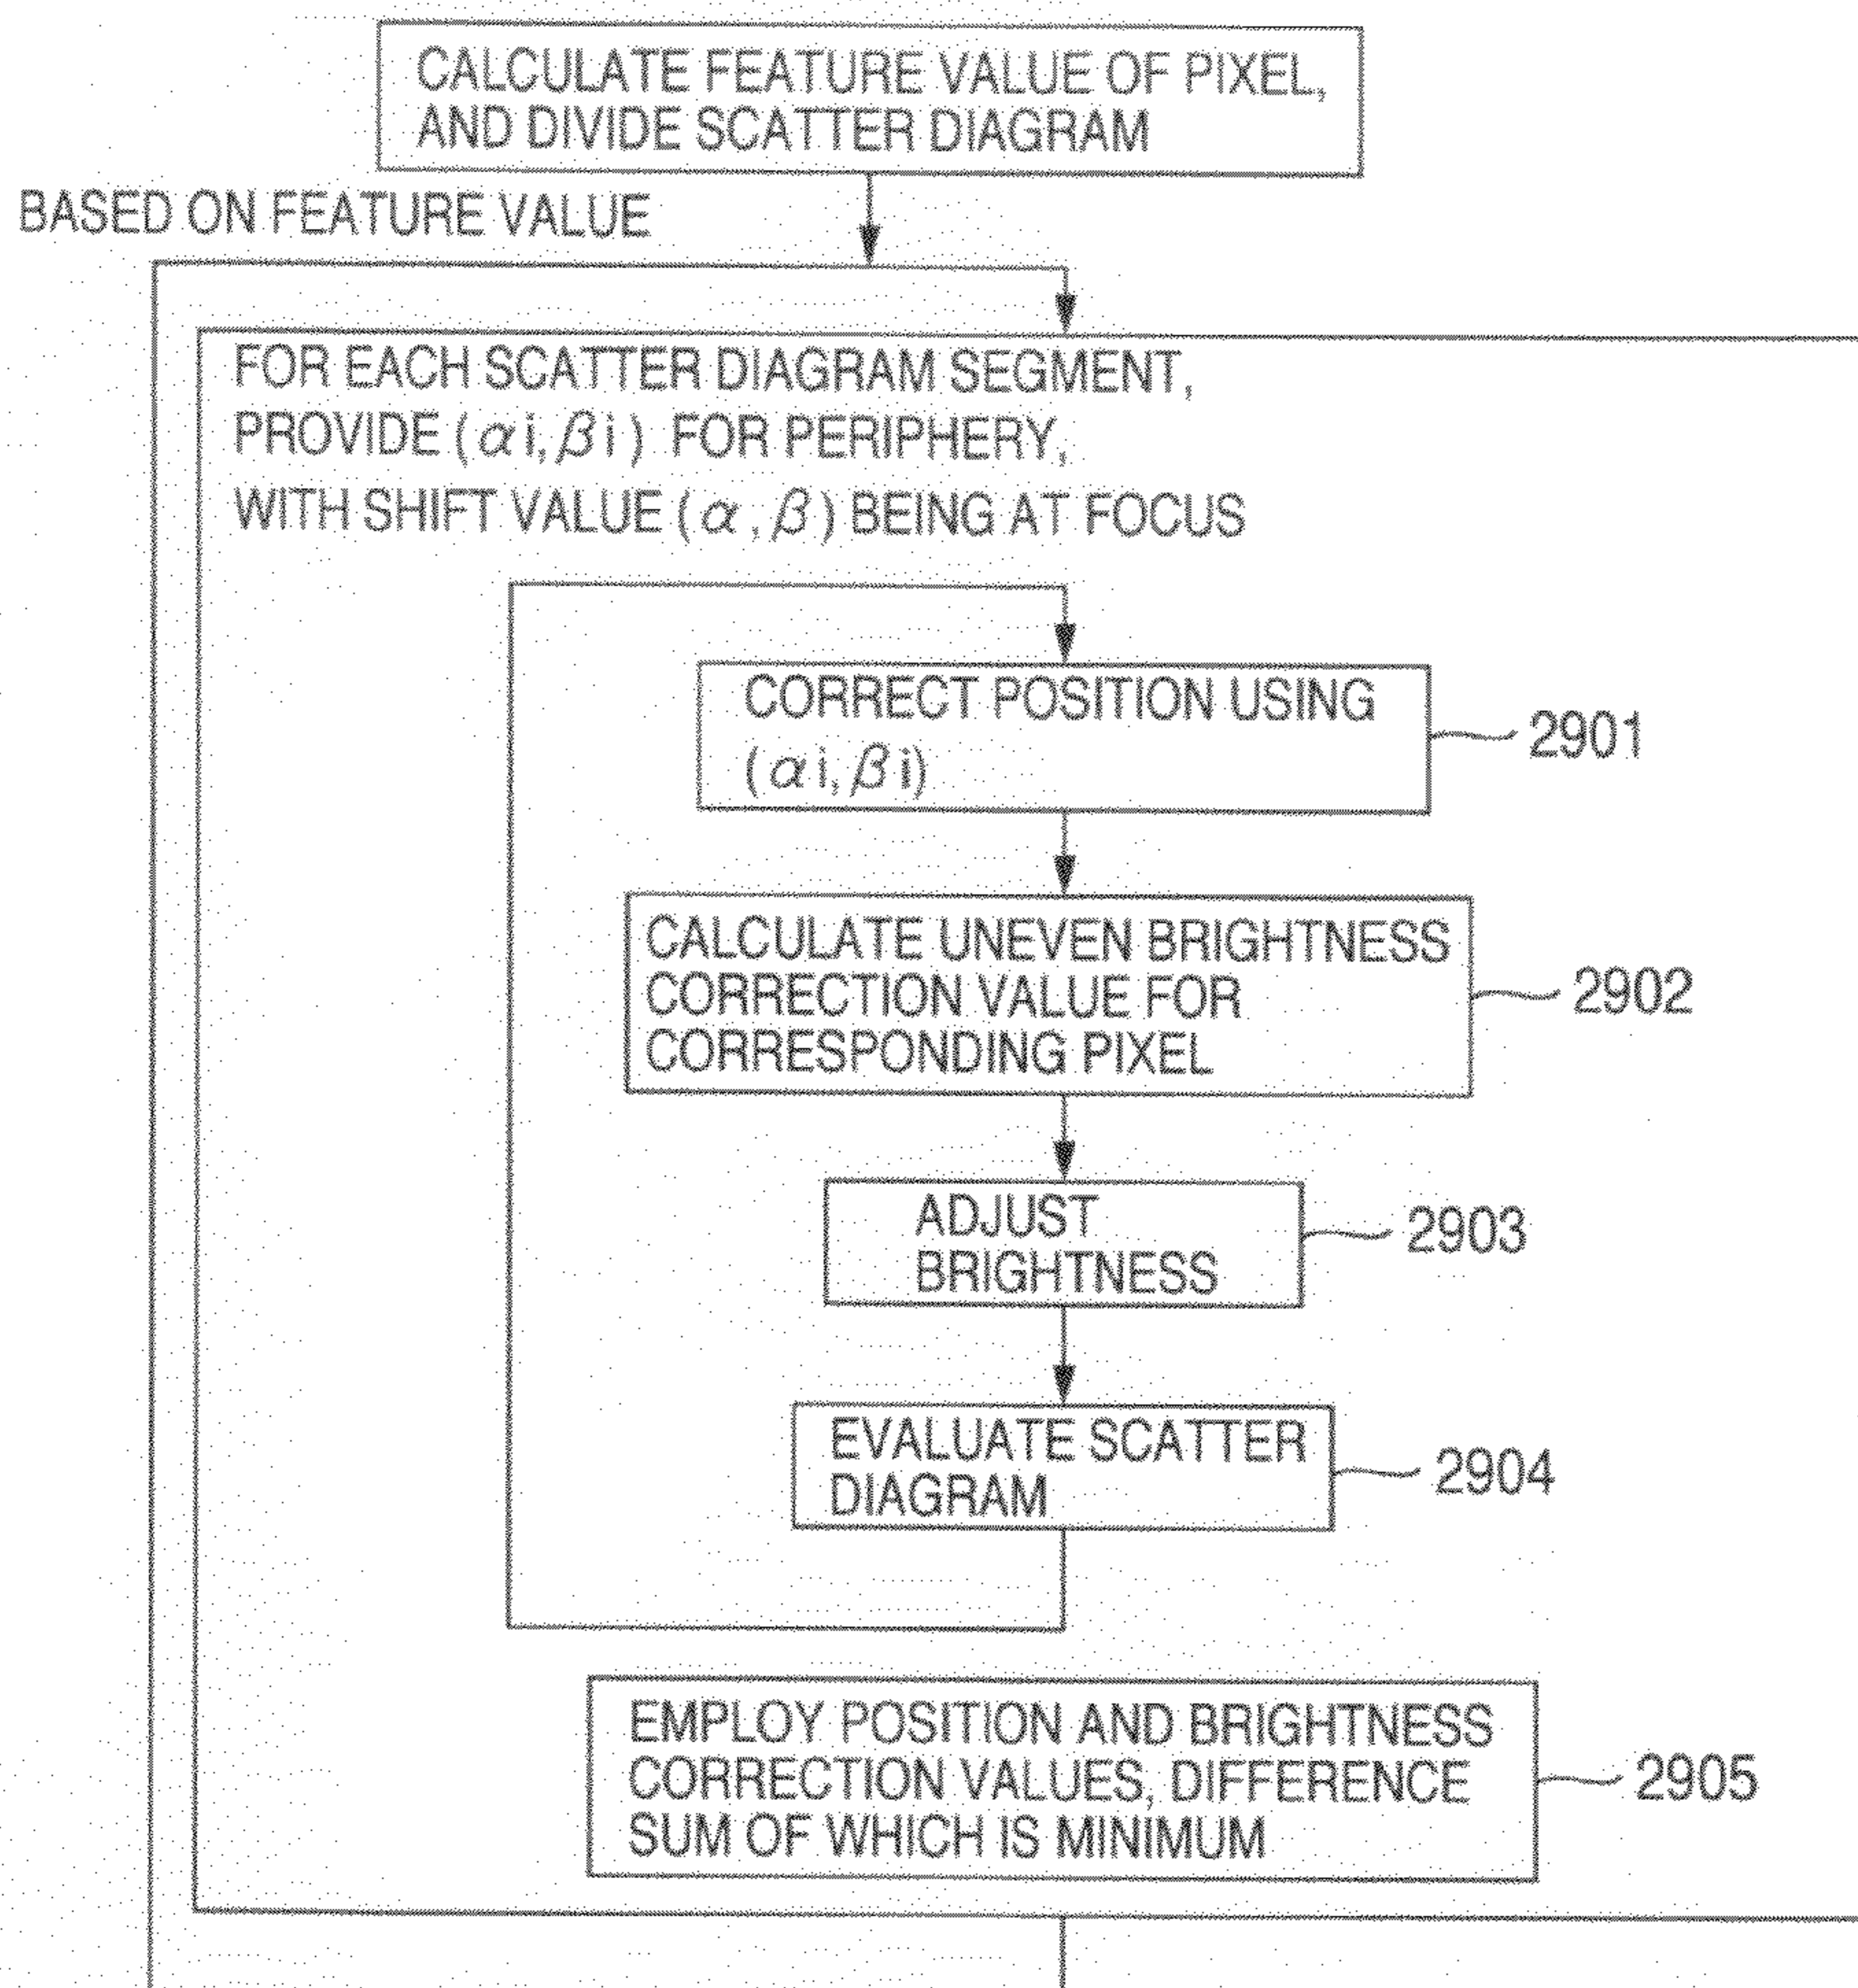 CALCULATE FEATURE VALUE OF PIXEL,
AND DIVIDE SCATTER DIAGRAM
BASED ON FEATURE VALUE
FOR EACH SCATTER DIAGRAM SEGMENT,
PROVIDE (αi, βi) FOR PERIPHERY,
WITH SHIFT VALUE (α, β) BEING AT FOCUS
CORRECT POSITION USING
(αi, βi)
2901
CALCULATE UNEVEN BRIGHTNESS
CORRECTION VALUE FOR
CORRESPONDING PIXEL
2902
ADJUST
BRIGHTNESS
2903
EVALUATE SCATTER
DIAGRAM
2904
EMPLOY POSITION AND BRIGHTNESS
CORRECTION VALUES, DIFFERENCE
SUM OF WHICH IS MINIMUM
2905